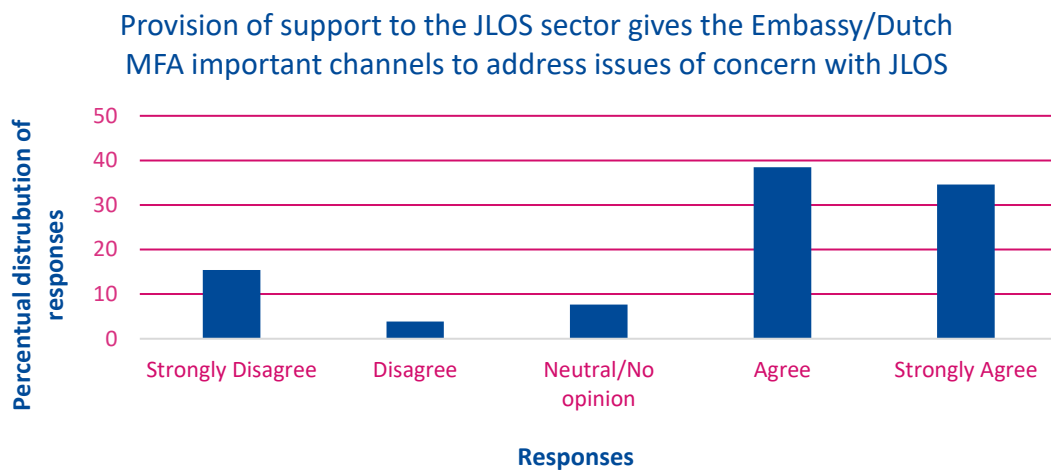 Provision of support to the JLOS sector gives the Embassy/Dutch
MFA important channels to address issues of concern with JLOS
Percentual distrubution of
responses
50
40
30
20
10
0
Strongly Disagree
Disagree
Neutral/No
opinion
Agree
Strongly Agree
Responses